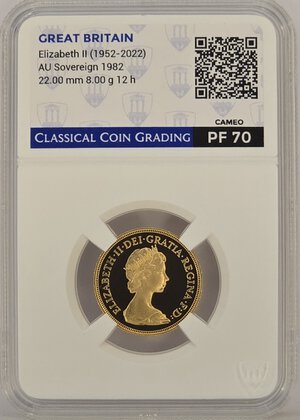 GREAT BRITAIN
Elizabeth II (1952-2022)
AU Sovereign 1982
22.00 mm 8.00 g 12 h
CAMEO
CLASSICAL COIN GRADING PF 70
ELIZABETH·II·DEI·GRATIA·REGINA·F:D·